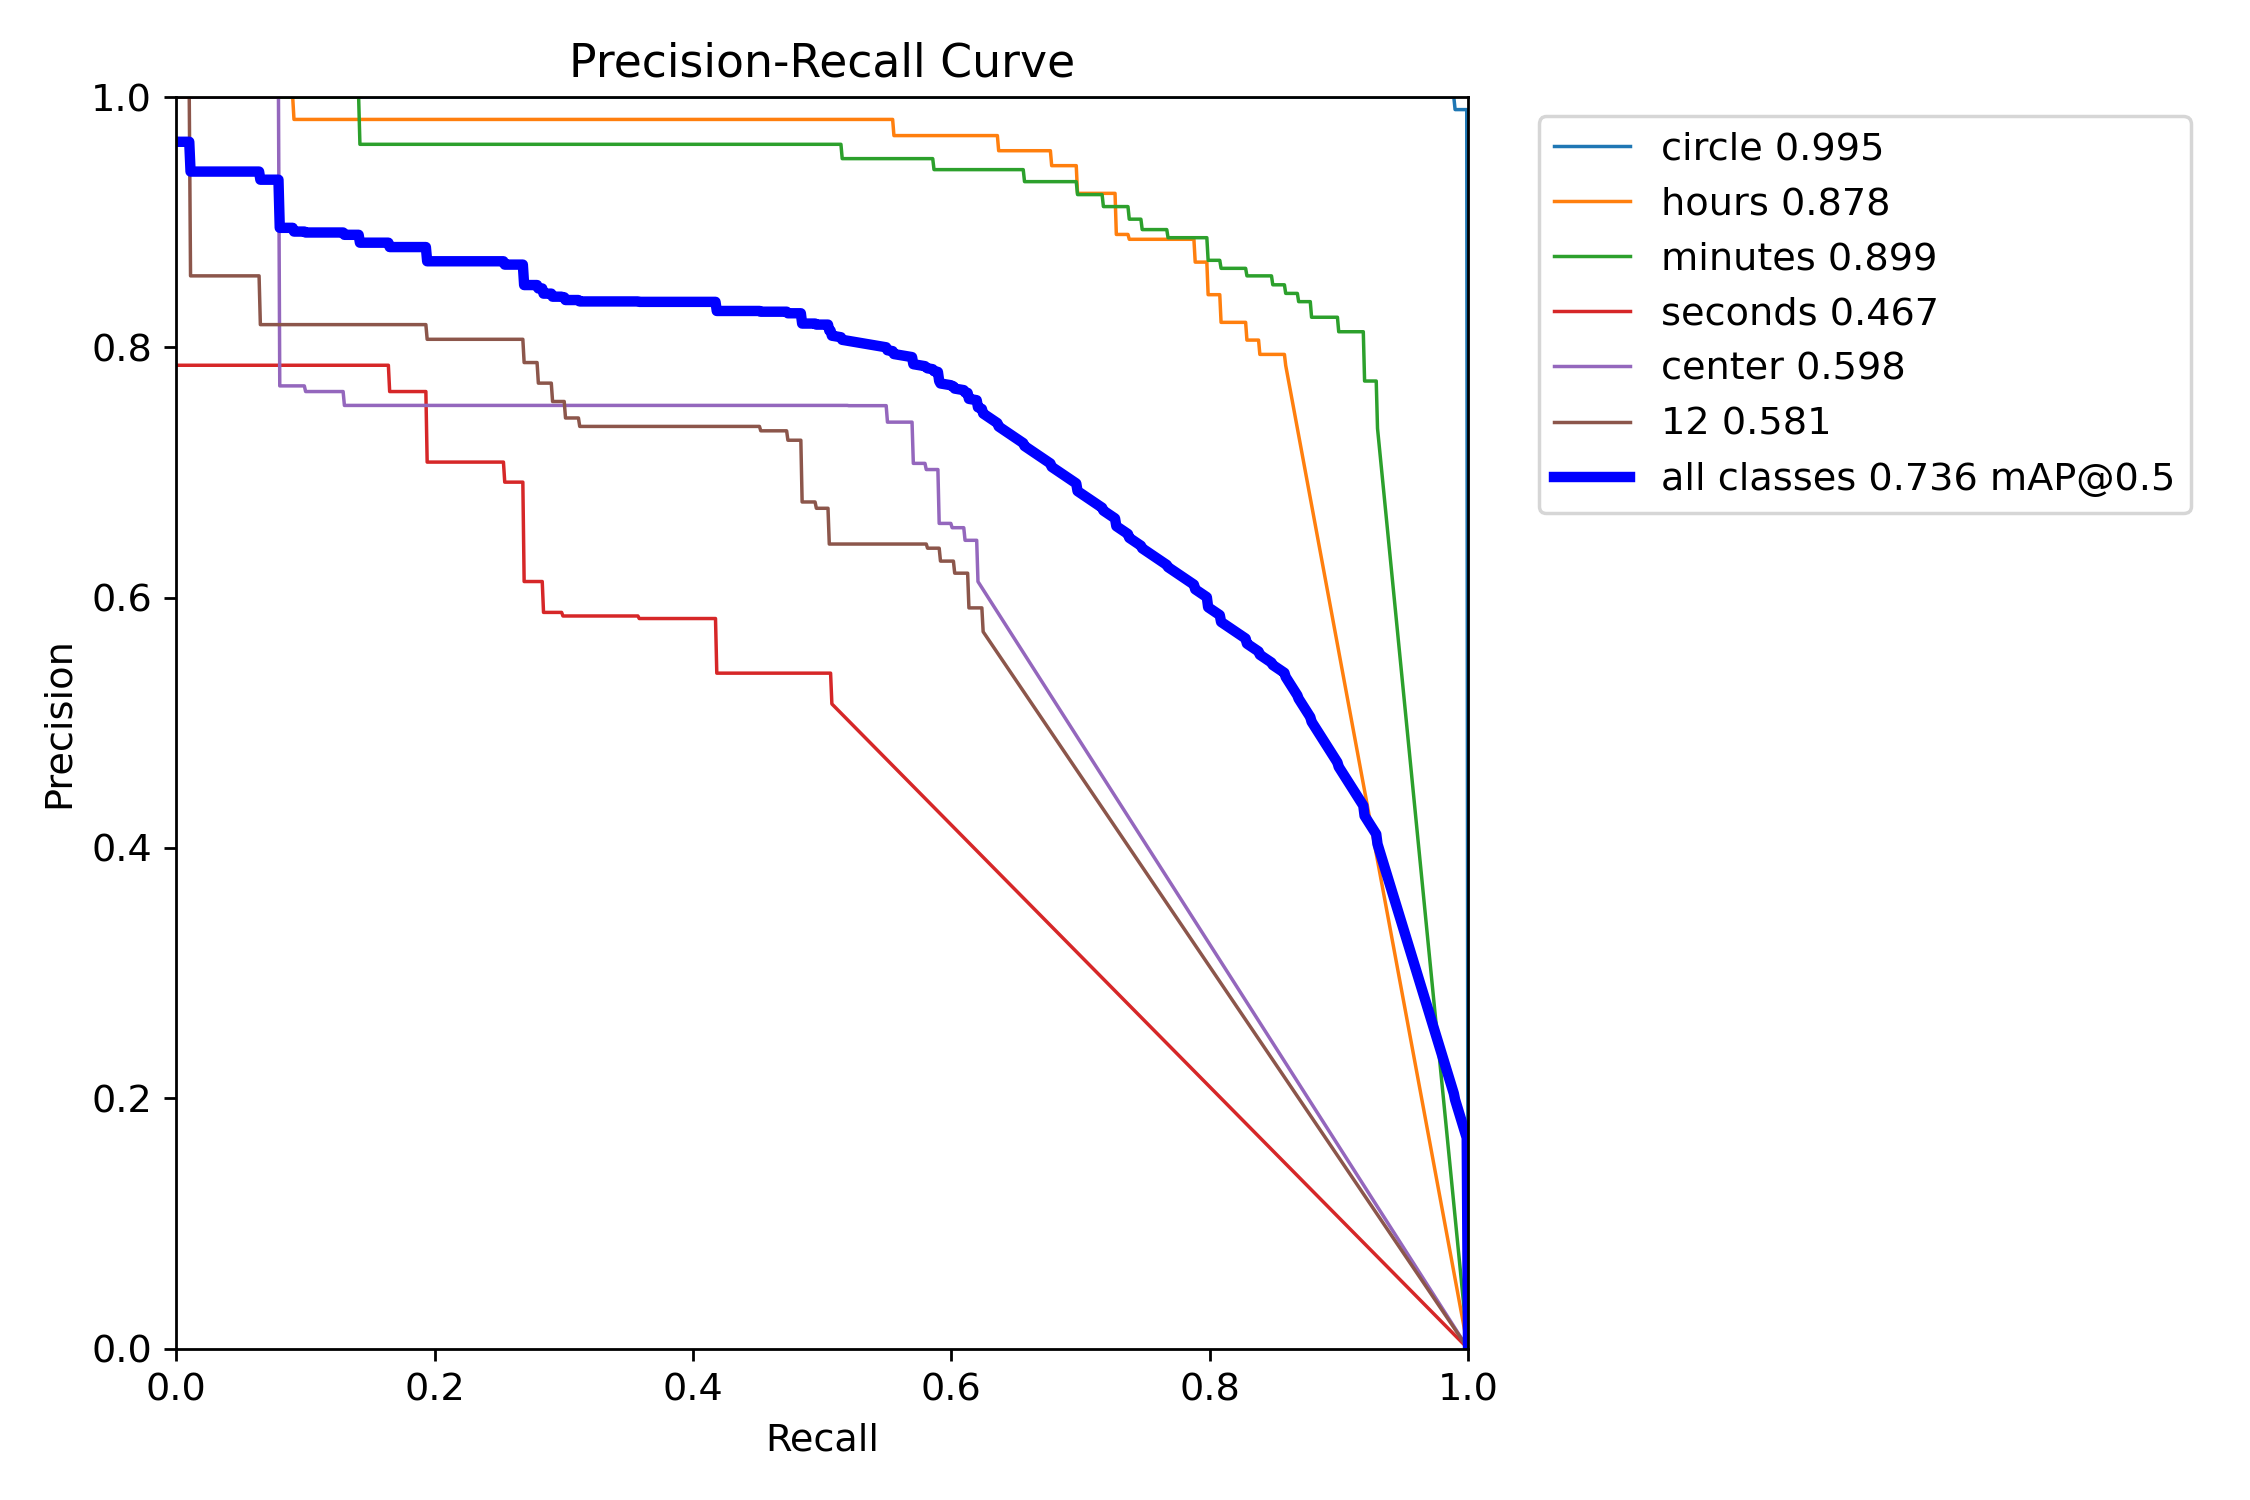 Precision-Recall Curve
1.0
0.8
0.6
0.4
0.2
0.0
Precision
0.0 0.2 0.4 0.6 0.8 1.0
Recall
circle 0.995
hours 0.878
minutes 0.899
seconds 0.467
center 0.598
12 0.581
all classes 0.736 mAP@0.5